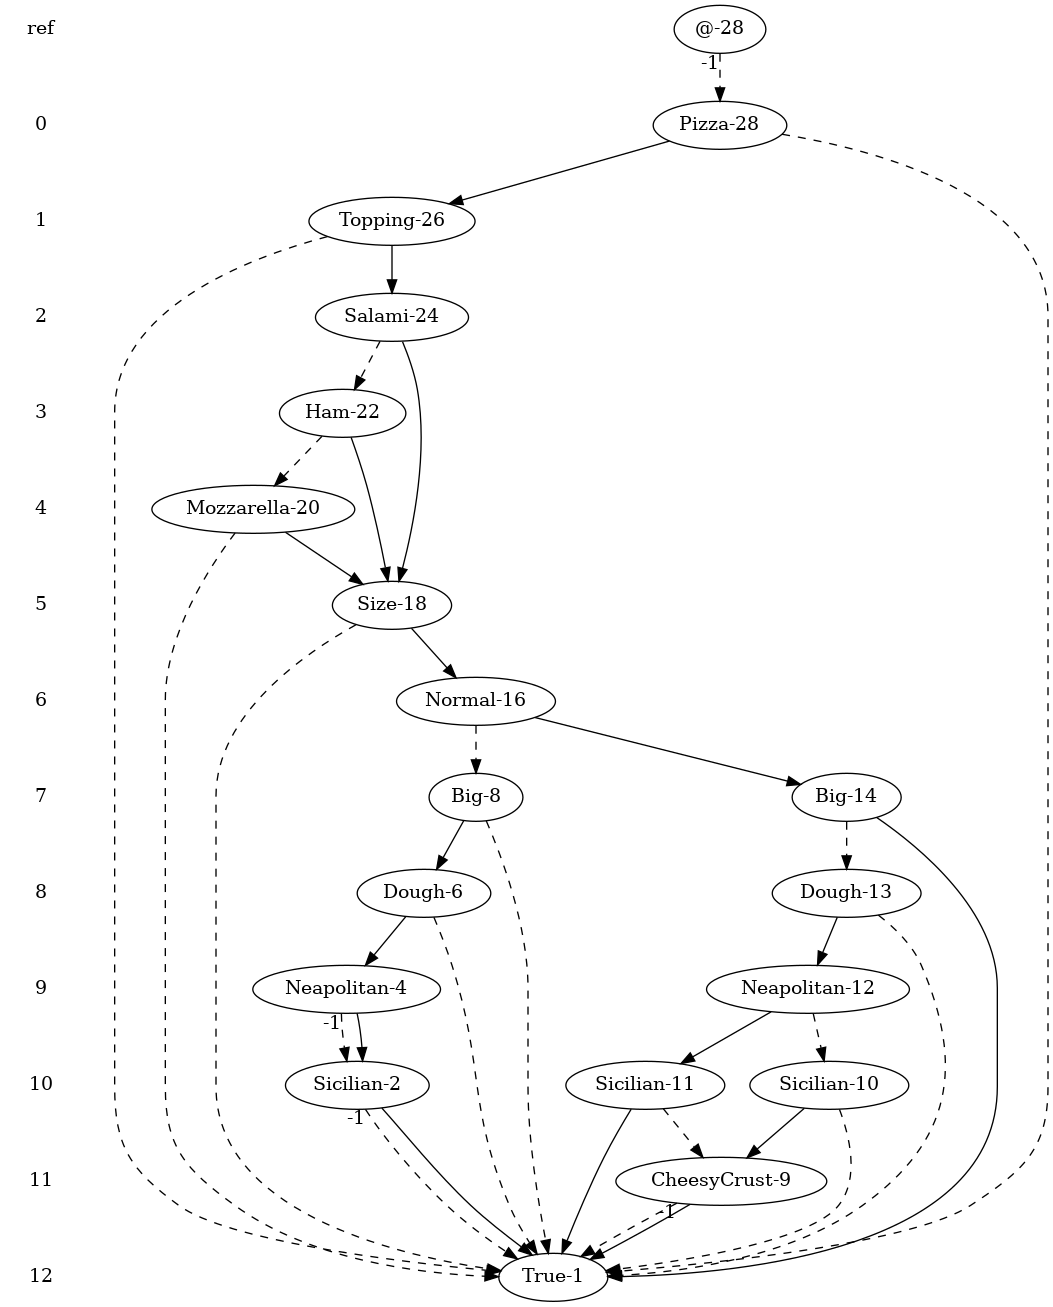 ref @-28
-1
0 Pizza-28
1 Topping-26
2 Salami-24
3 Ham-22
4 Mozzarella-20
5 Size-18
6 Normal-16
7 Big-8 Big-14
8 Dough-6 Dough-13
9 Neapolitan-4 Neapolitan-12
-1
10 Sicilian-2 Sicilian-11 Sicilian-10
-1
11 CheesyCrust-9
-1
12 True-1